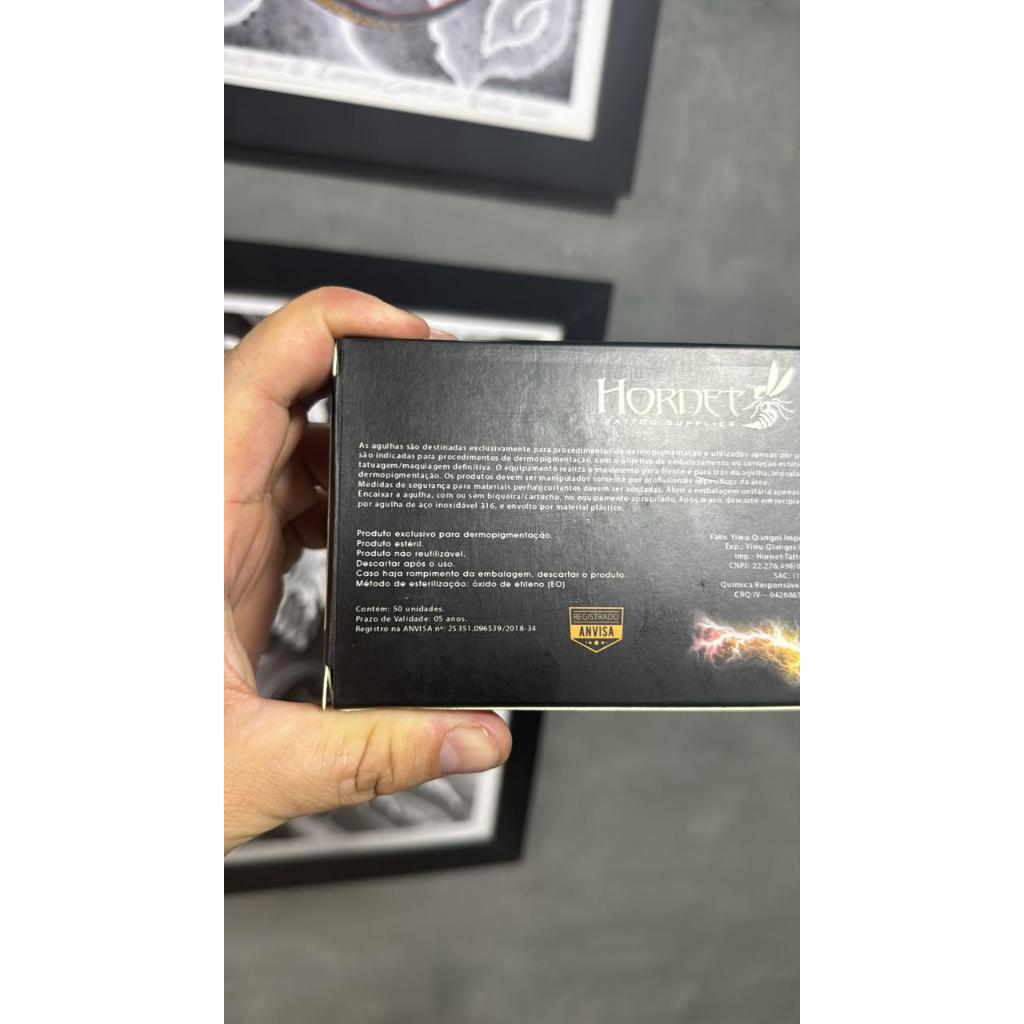 HORNET
TATTOO SUPPLIES
As agulhas são destinadas exclusivamente para procedimentos de dermopigmentação e utilizados apenas por
são indicadas para procedimentos de dermopigmentação, com o objetivo de embelezamento ou correção
tatuagem/maquiagem definitiva. O equipamento realiza o movimento para frente e para trás da agulha,
dermopigmentação. Os produtos devem ser manipulados somente por profissionais específicos da área.
Medidas de segurança para materiais perfurocortantes devem ser adotadas. Abrir a embalagem unitária apenas
Encaixar a agulha, com ou sem biqueira/cartucho, no equipamento apropriado. Após o uso, descarte em
por agulha de aço inoxidável 316, e envolto por material plástico.
Produto exclusivo para dermopigmentação.
Produto estéril.
Produto não reutilizável.
Descartar após o uso.
Caso haja rompimento da embalagem, descartar o produto.
Método de esterilização: óxido de etileno (EO)
Contém: 50 unidades.
Prazo de Validade: 05 anos.
Registro na ANVISA nº: 25351.096539/2018-34
REGISTRADO
ANVISA
Fabr. Yiwu Qiangni
Exp.: Yiwu Qiangni
Imp.: Hornet
CNPJ: 22.276.490/
SAC:
Química
CRQ IV – 0426863